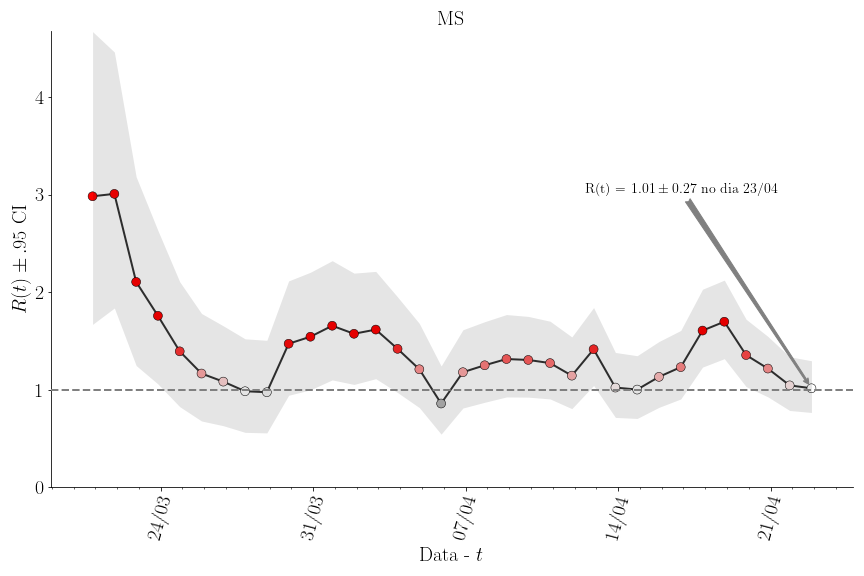 MS
R(t) ± .95 CI
4
3
2
1
0
R(t) = 1.01 ± 0.27 no dia 23/04
24/03
31/03
07/04
14/04
21/04
Data - t